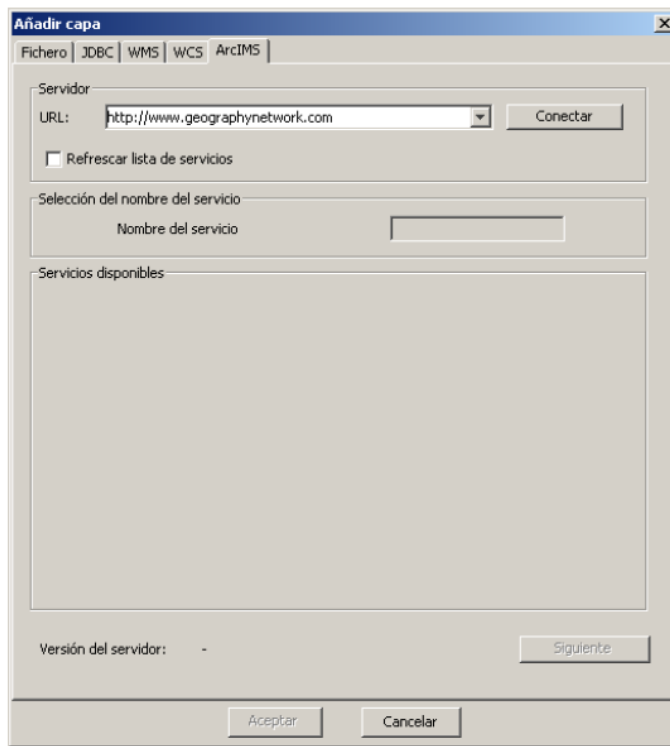 Añadir capa
Fichero JDBC WMS WCS ArcIMS
Servidor
URL: http://www.geographynetwork.com Conectar
Refrescar lista de servicios
Selección del nombre del servicio
Nombre del servicio
Servicios disponibles
Versión del servidor: - Siguiente
Aceptar Cancelar